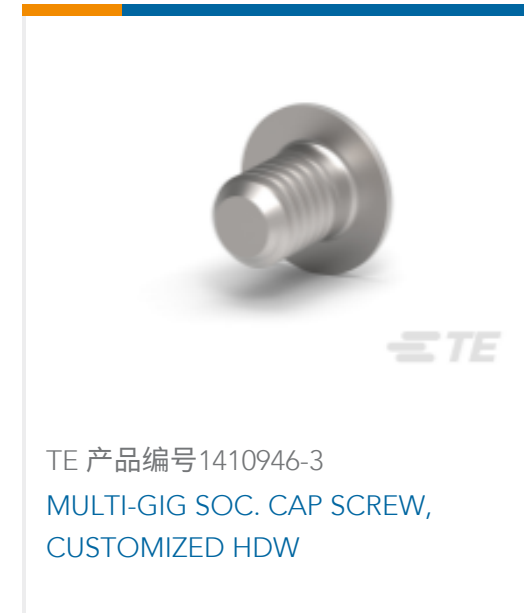 TE
TE 产品编号1410946-3
MULTI-GIG SOC. CAP SCREW,
CUSTOMIZED HDW